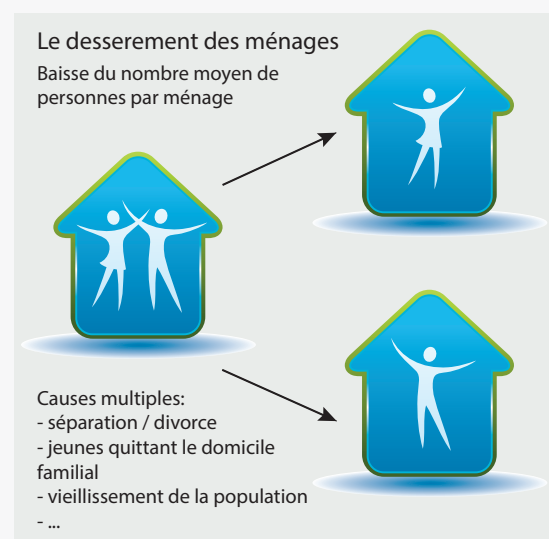 Le desserement des ménages
Baisse du nombre moyen de
personnes par ménage
Causes multiples:
- séparation / divorce
- jeunes quittant le domicile
familial
- vieillissement de la population
- ...